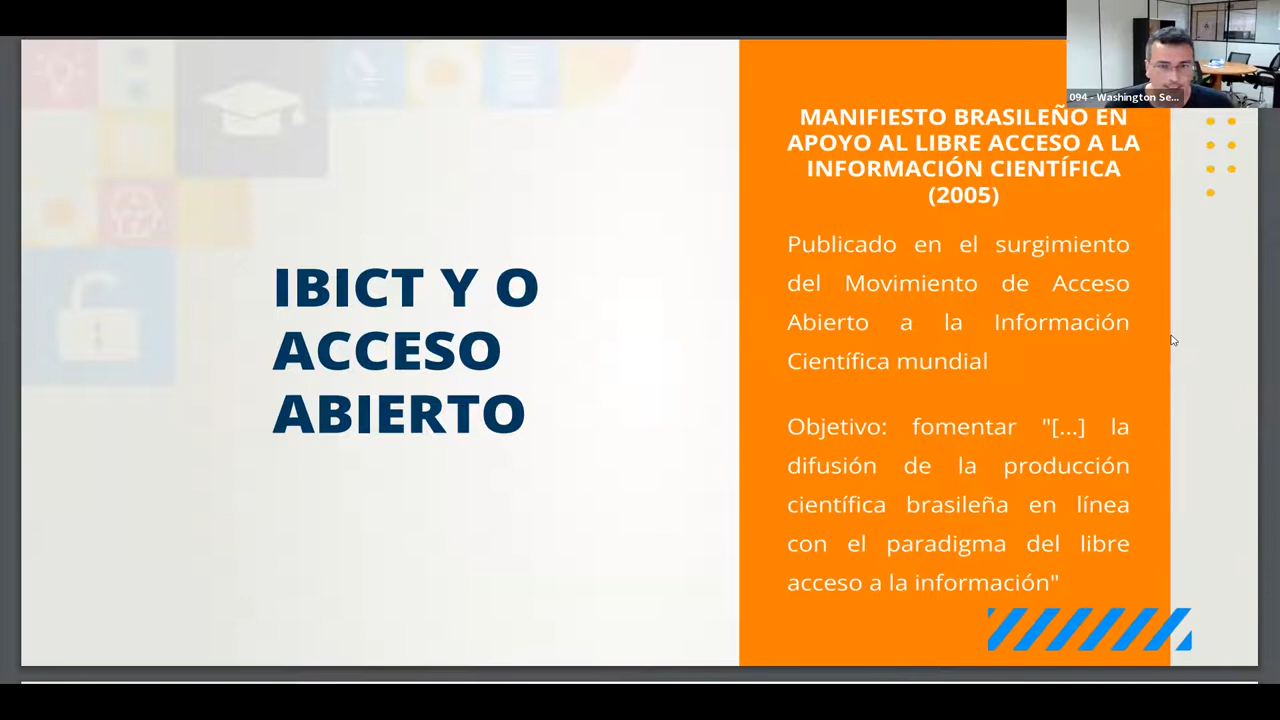 094 - Washington Se...
IBICT Y O
ACCESO
ABIERTO
MANIFIESTO BRASILEÑO EN
APOYO AL LIBRE ACCESO A LA
INFORMACIÓN CIENTÍFICA
(2005)
Publicado en el surgimiento
del Movimiento de Acceso
Abierto a la Información
Científica mundial
Objetivo: fomentar "[...] la
difusión de la producción
científica brasileña en línea
con el paradigma del libre
acceso a la información"